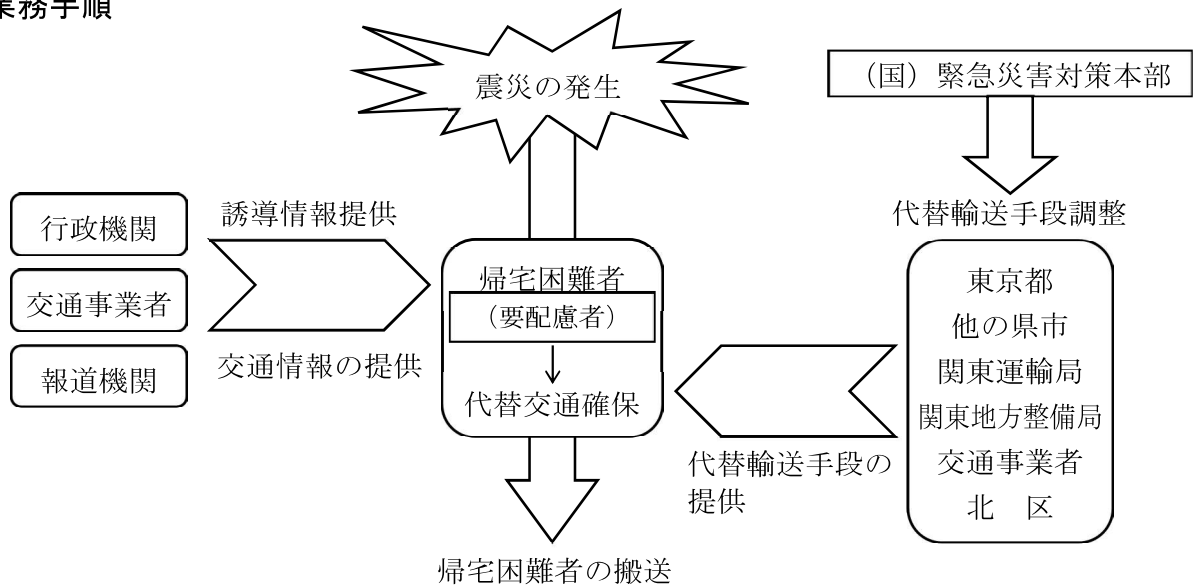 業務手順
震災の発生
（国）緊急災害対策本部
代替輸送手段調整
行政機関
交通事業者
報道機関
誘導情報提供
交通情報の提供
帰宅困難者
（要配慮者）
代替交通確保
東京都
他の県市
関東運輸局
関東地方整備局
交通事業者
北　区
代替輸送手段の
提供
帰宅困難者の搬送